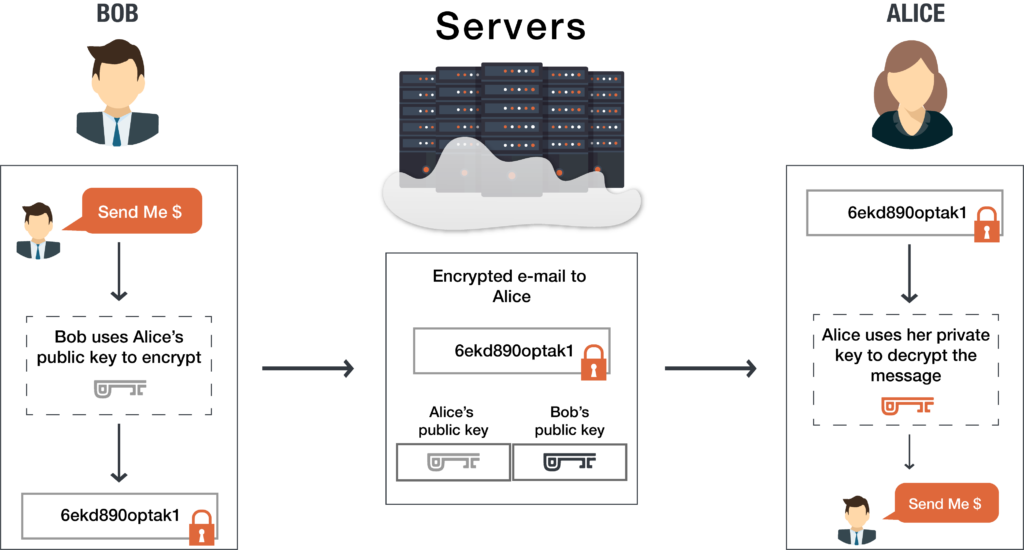 BOB
Servers
ALICE
Send Me $
Bob uses Alice's
public key to encrypt
6ekd890optak1
Encrypted e-mail to
Alice
6ekd890optak1
Alice's
public key
Bob's
public key
6ekd890optak1
Alice uses her private
key to decrypt the
message
Send Me $